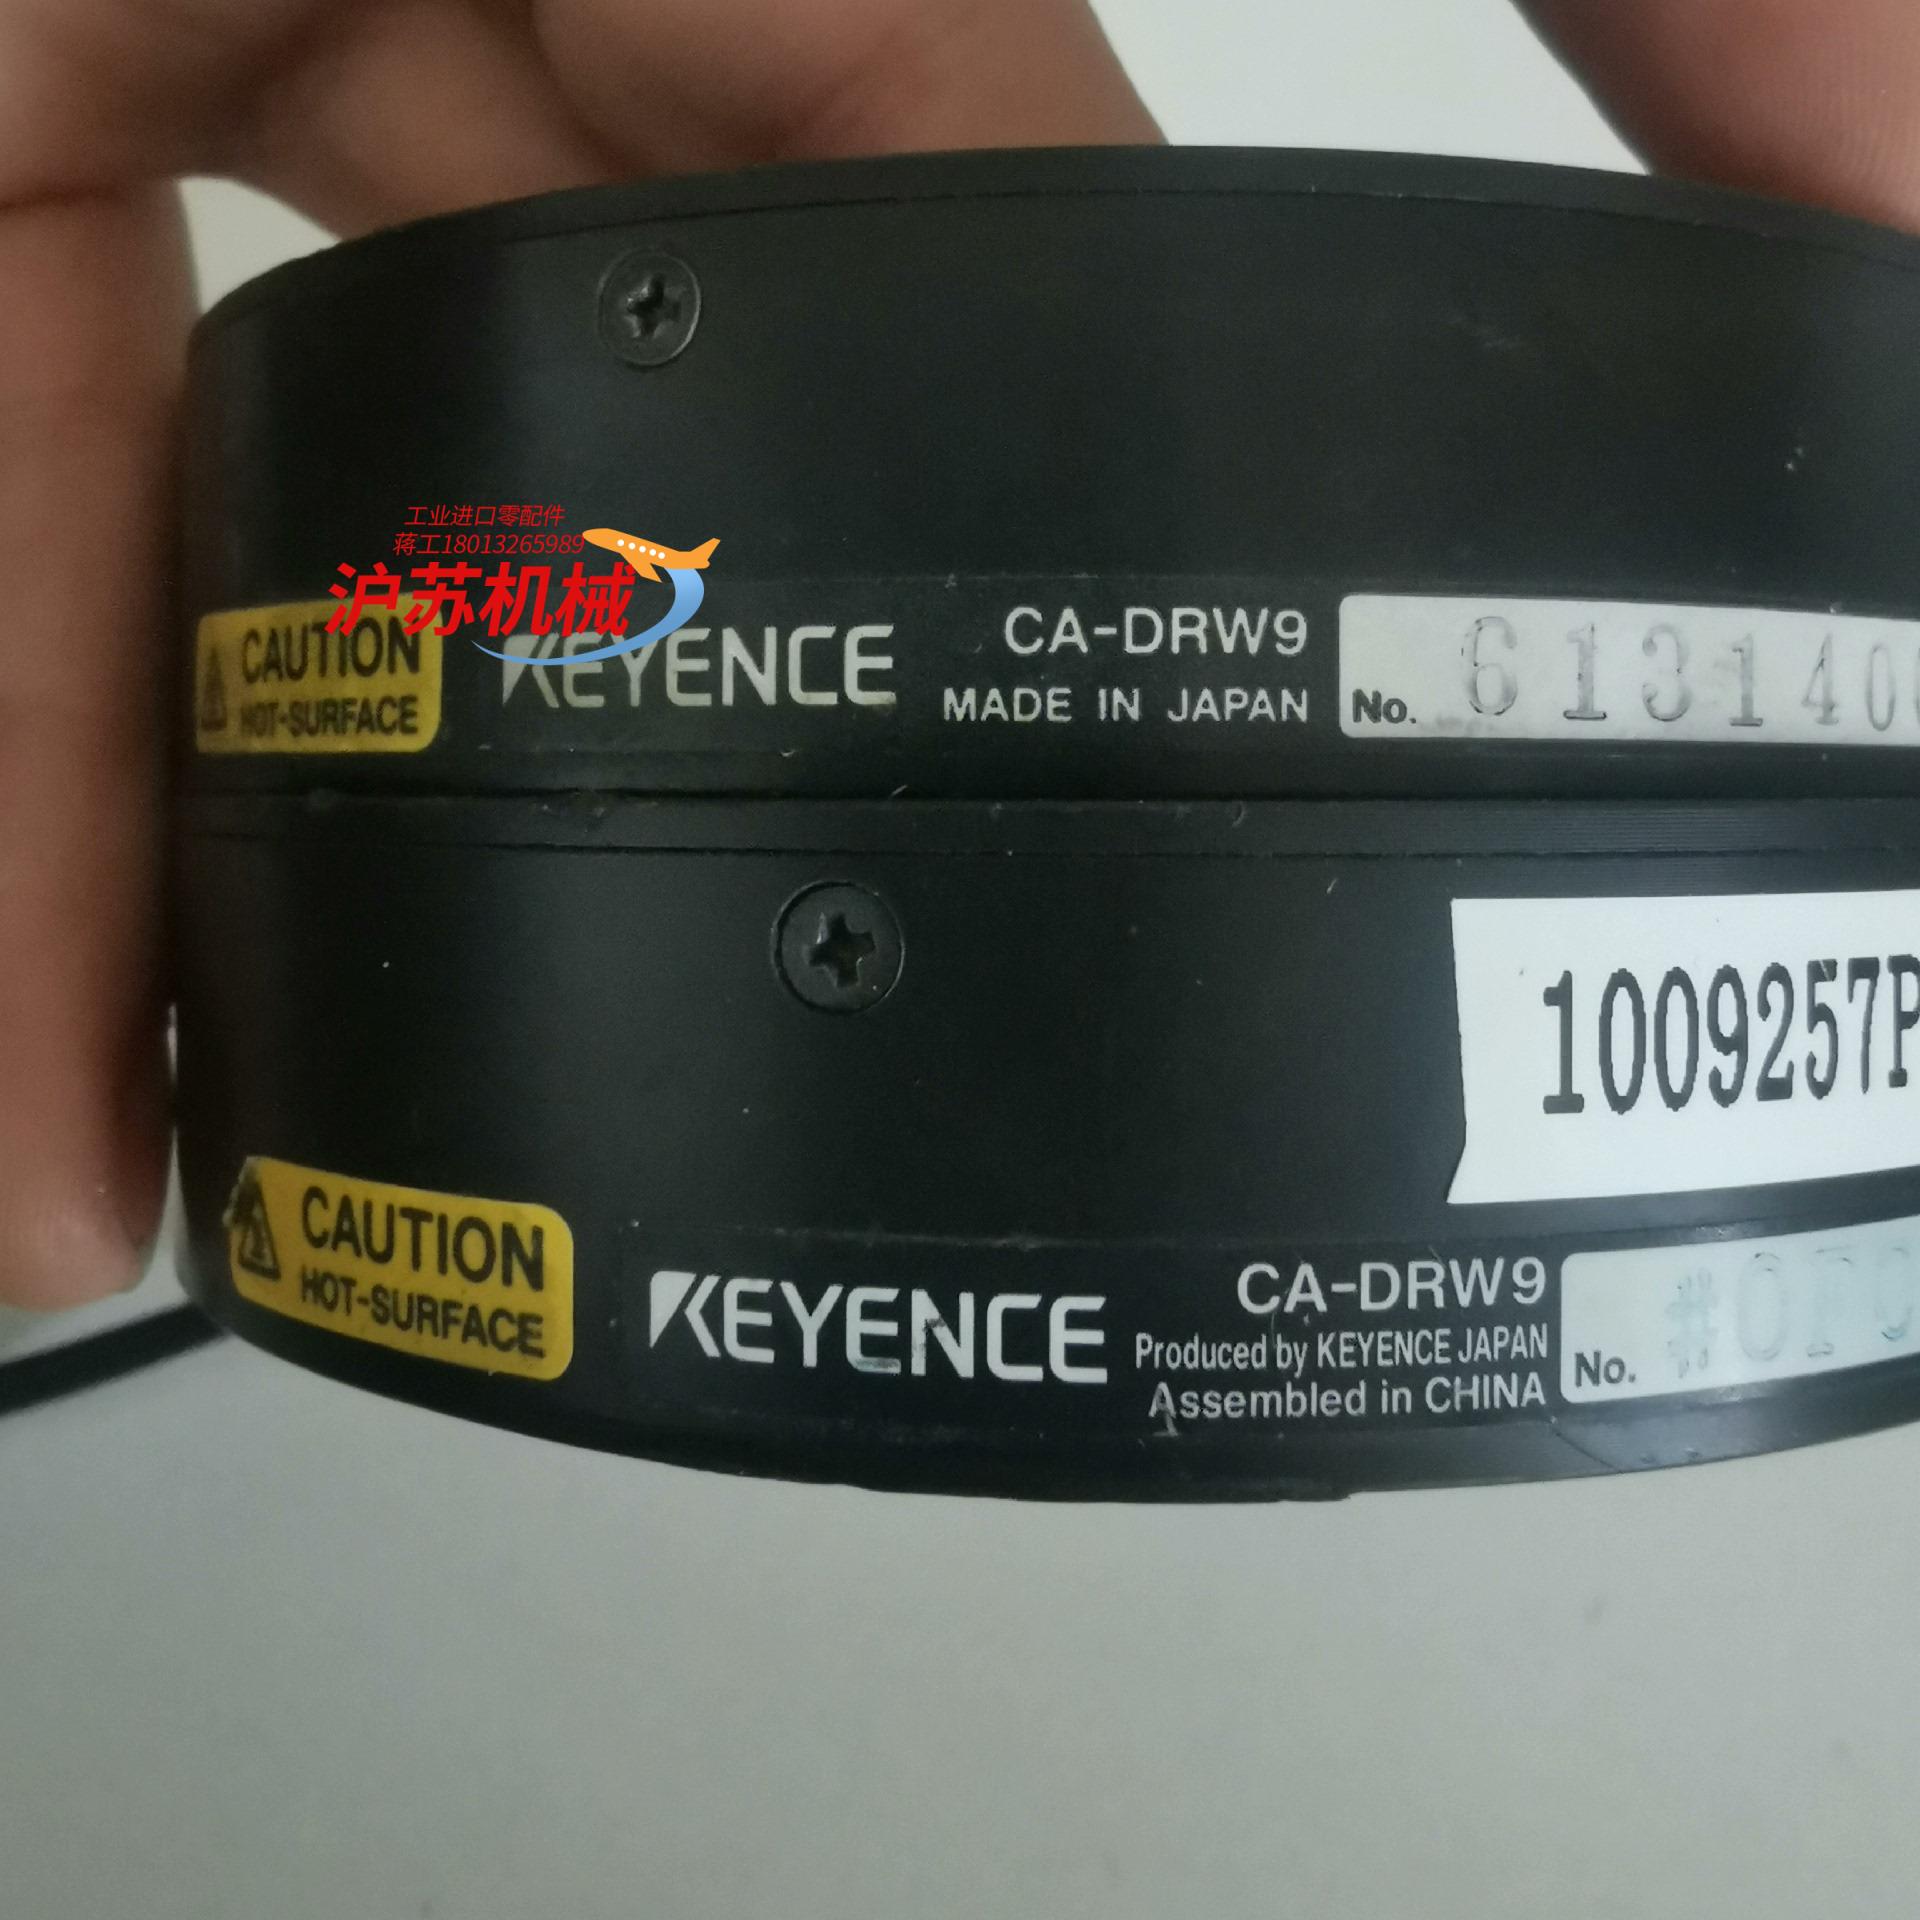 工业进口零配件
蒋工18013265989
沪苏机械
CAUTION
HOT-SURFACE
KEYENCE
CA-DRW9
MADE IN JAPAN
No. 613140
1009257P
CAUTION
HOT-SURFACE
KEYENCE
CA-DRW9
Produced by KEYENCE JAPAN
Assembled in CHINA
No.